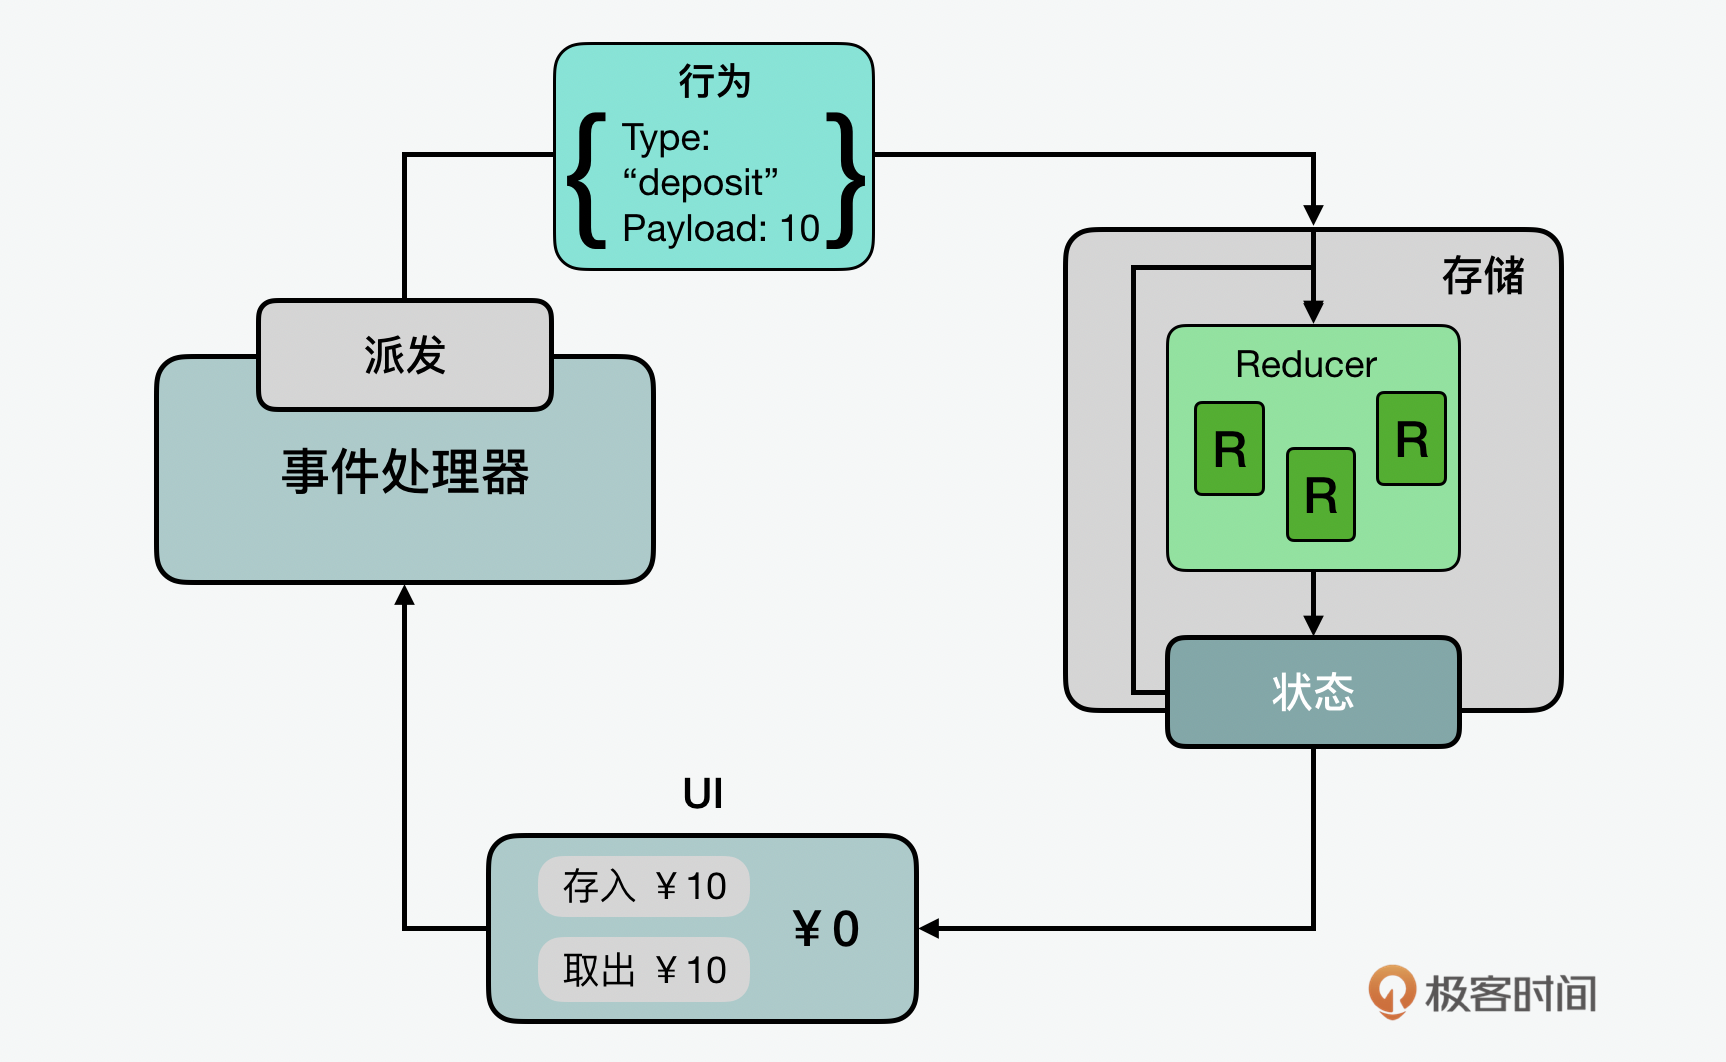 行为
{ Type:
“deposit”
Payload: 10 }
派发
事件处理器
存储
Reducer
R
R
R
状态
UI
存入 ¥10
取出 ¥10
¥0
极客时间